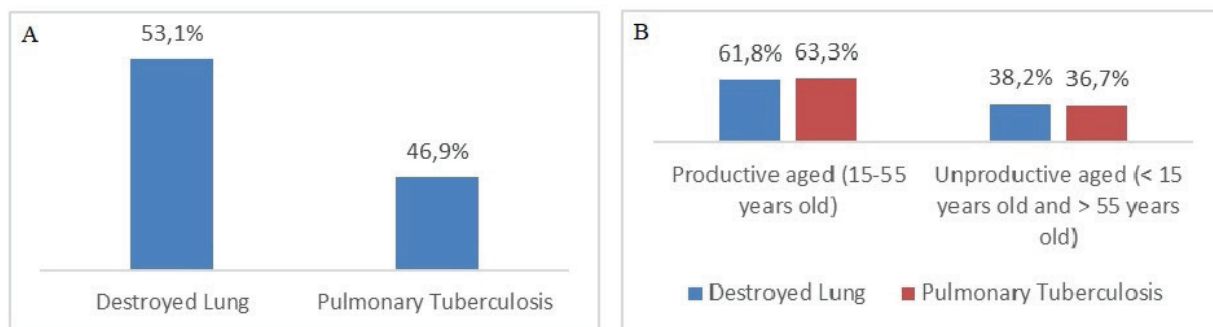 A
53,1%
46,9%
Destroyed Lung
Pulmonary Tuberculosis
B
61,8%
63,3%
38,2%
36,7%
Productive aged (15-55
years old)
Unproductive aged (< 15
years old and > 55 years
old)
Destroyed Lung
Pulmonary Tuberculosis